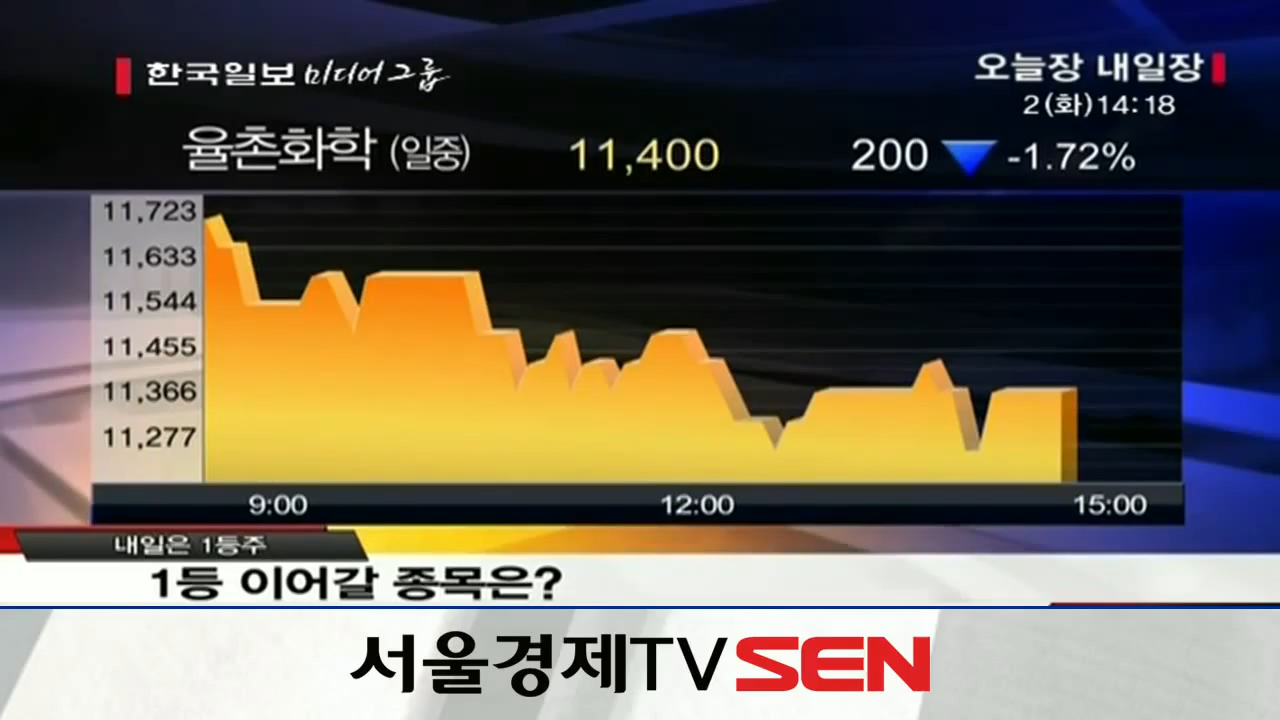 한국일보 미디어그룹
오늘장 내일장
2(화)14:18
율촌화학 (일중) 11,400 200 ▼ -1.72%
11,723
11,633
11,544
11,455
11,366
11,277
9:00 12:00 15:00
내일은 1등주
1등 이어갈 종목은?
서울경제TV SEN